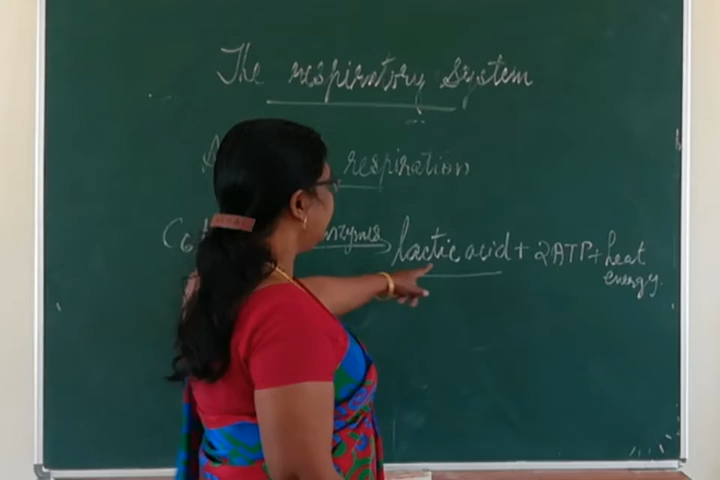 The respiratory System
respiration
C6 enzymes lactic acid + 2ATP + heat
energy.